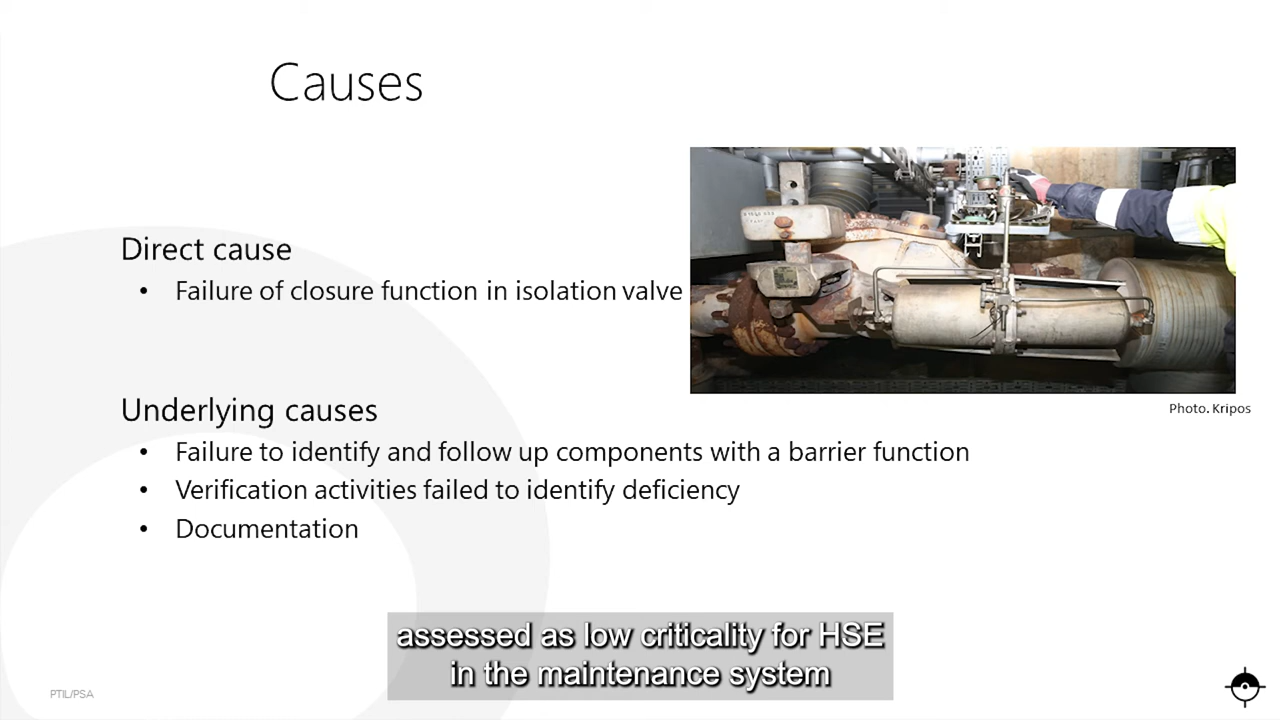 Causes
Direct cause
• Failure of closure function in isolation valve
Photo. Kripos
Underlying causes
• Failure to identify and follow up components with a barrier function
• Verification activities failed to identify deficiency
• Documentation
assessed as low criticality for HSE
in the maintenance system
PTIL/PSA